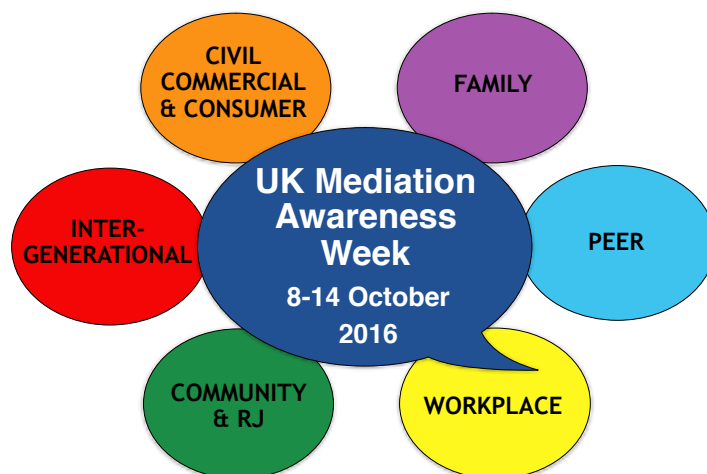 CIVIL
COMMERCIAL
& CONSUMER
FAMILY
UK Mediation
Awareness
Week
8-14 October
2016
INTER-
GENERATIONAL
PEER
COMMUNITY
& RJ
WORKPLACE